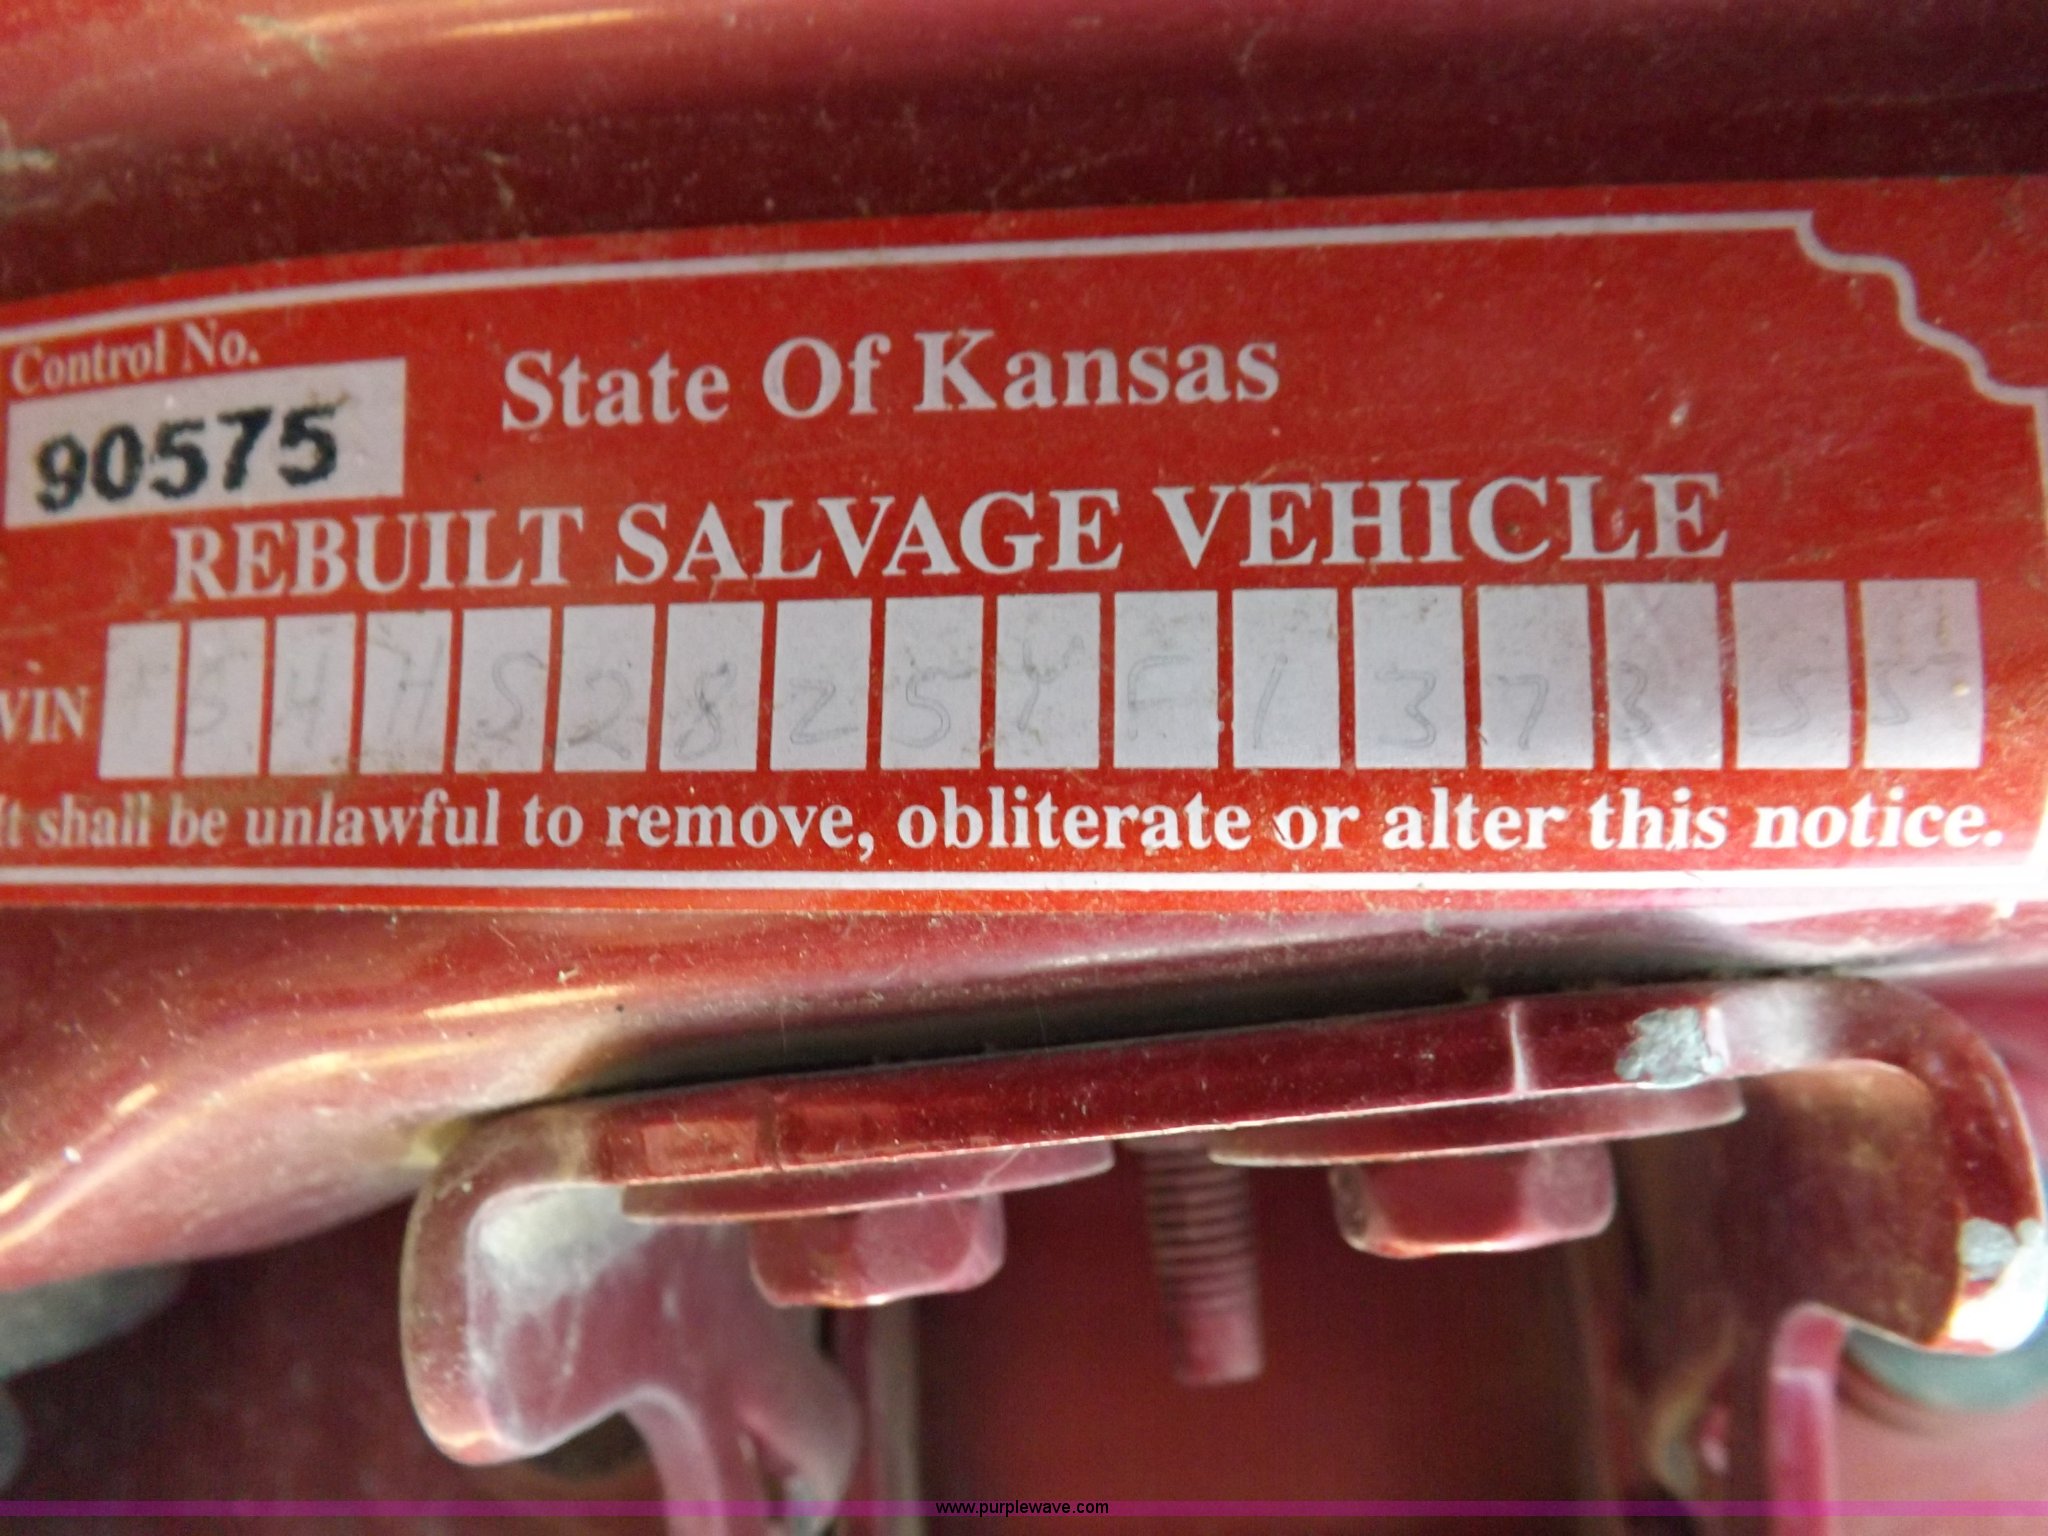 Control No.
90575
State Of Kansas
REBUILT SALVAGE VEHICLE
VIN
It shall be unlawful to remove, obliterate or alter this notice.
www.purplewave.com